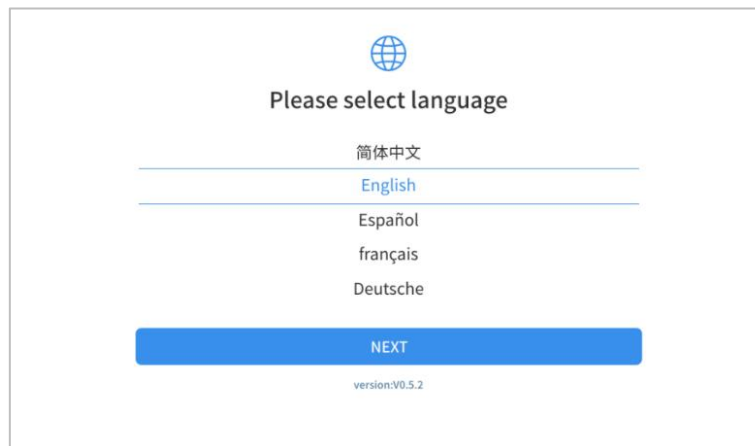 Please select language
简体中文
English
Español
français
Deutsche
NEXT
version:V0.5.2